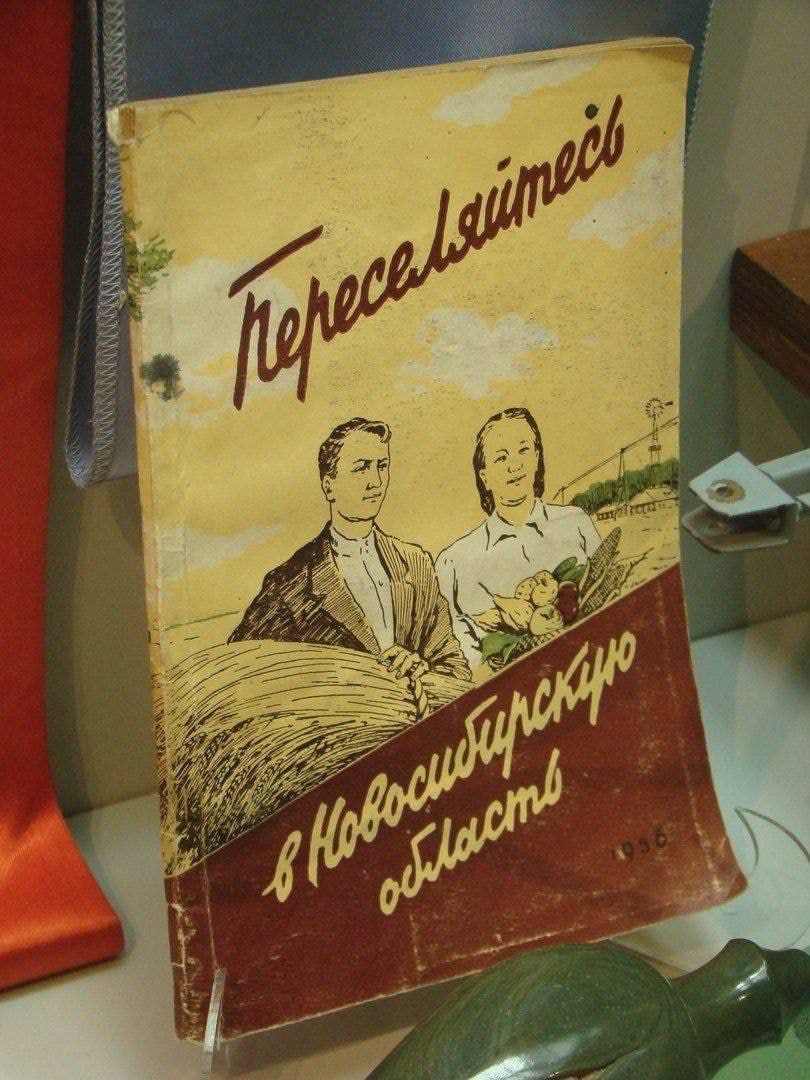 Переселяйтесь
в Новосибирскую
область
1956